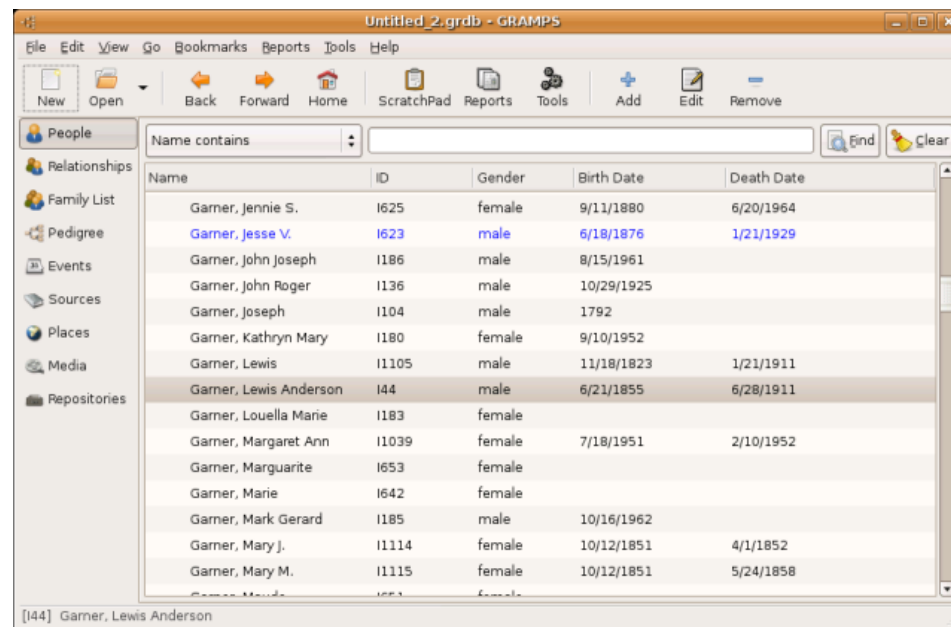 Untitled_2.grdb - GRAMPS
File Edit View Go Bookmarks Reports Tools Help
New Open Back Forward Home ScratchPad Reports Tools Add Edit Remove
People
Name contains Find Clear
Relationships
Family List
Pedigree
Events
Sources
Places
Media
Repositories
Name ID Gender Birth Date Death Date
Garner, Jennie S. I625 female 9/11/1880 6/20/1964
Garner, Jesse V. I623 male 6/18/1876 1/21/1929
Garner, John Joseph I186 male 8/15/1961
Garner, John Roger I136 male 10/29/1925
Garner, Joseph I104 male 1792
Garner, Kathryn Mary I180 female 9/10/1952
Garner, Lewis I1105 male 11/18/1823 1/21/1911
Garner, Lewis Anderson I44 male 6/21/1855 6/28/1911
Garner, Louella Marie I183 female
Garner, Margaret Ann I1039 female 7/18/1951 2/10/1952
Garner, Marguarite I653 female
Garner, Marie I642 female
Garner, Mark Gerard I185 male 10/16/1962
Garner, Mary J. I1114 female 10/12/1851 4/1/1852
Garner, Mary M. I1115 female 10/12/1851 5/24/1858
[I44] Garner, Lewis Anderson